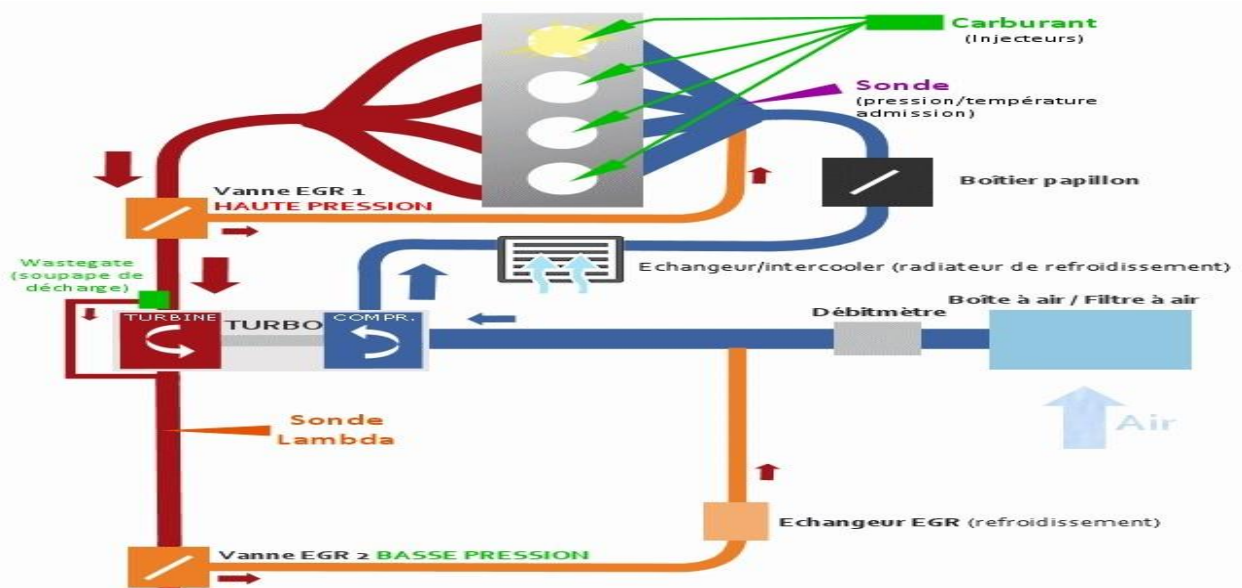 Carburant
(Injecteurs)
Sonde
(pression/température
admission)
Boîtier papillon
Vanne EGR 1
HAUTE PRESSION
Wastegate
(soupape de
décharge)
Echangeur/intercooler (radiateur de refroidissement)
Boîte à air / Filtre à air
Débitmètre
TURBINE
TURBO
COMPR.
Air
Sonde
Lambda
Echangeur EGR (refroidissement)
Vanne EGR 2 BASSE PRESSION